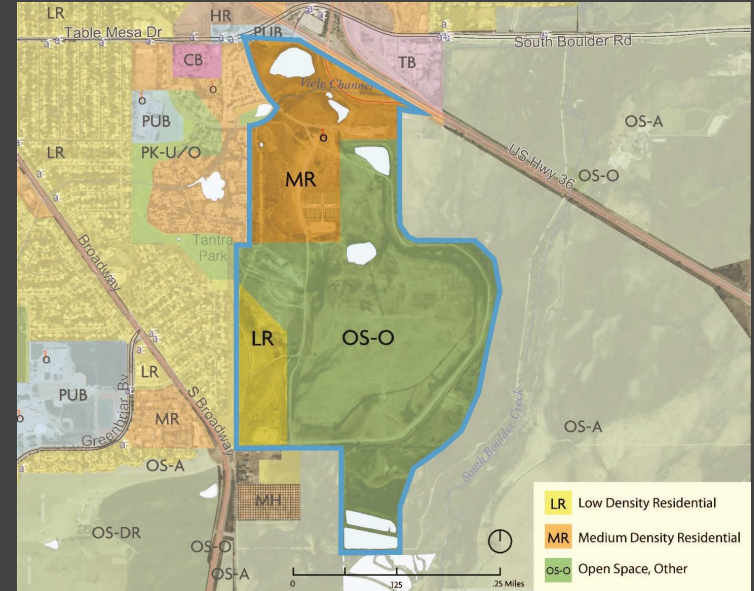 LR
HR
Table Mesa Dr
PUB
South Boulder Rd
CB
TB
Viele Channel
PUB
OS-A
LR
PK-U/O
US Hwy 36
OS-O
MR
Tantra
Park
Broadway
LR
OS-O
LR
PUB
S Broadway
Greenbriar Bv
MR
OS-A
South Boulder Creek
OS-A
MH
OS-DR
OS-O
OS-A
LR Low Density Residential
MR Medium Density Residential
OS-O Open Space, Other
0 .125 .25 Miles